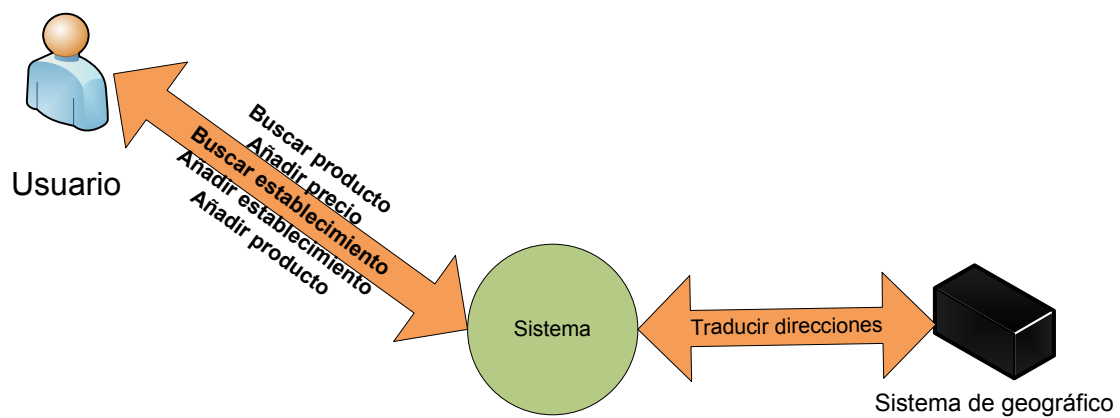 Usuario
Buscar producto
Añadir precio
Buscar establecimiento
Añadir establecimiento
Añadir producto
Sistema
Traducir direcciones
Sistema de geográfico